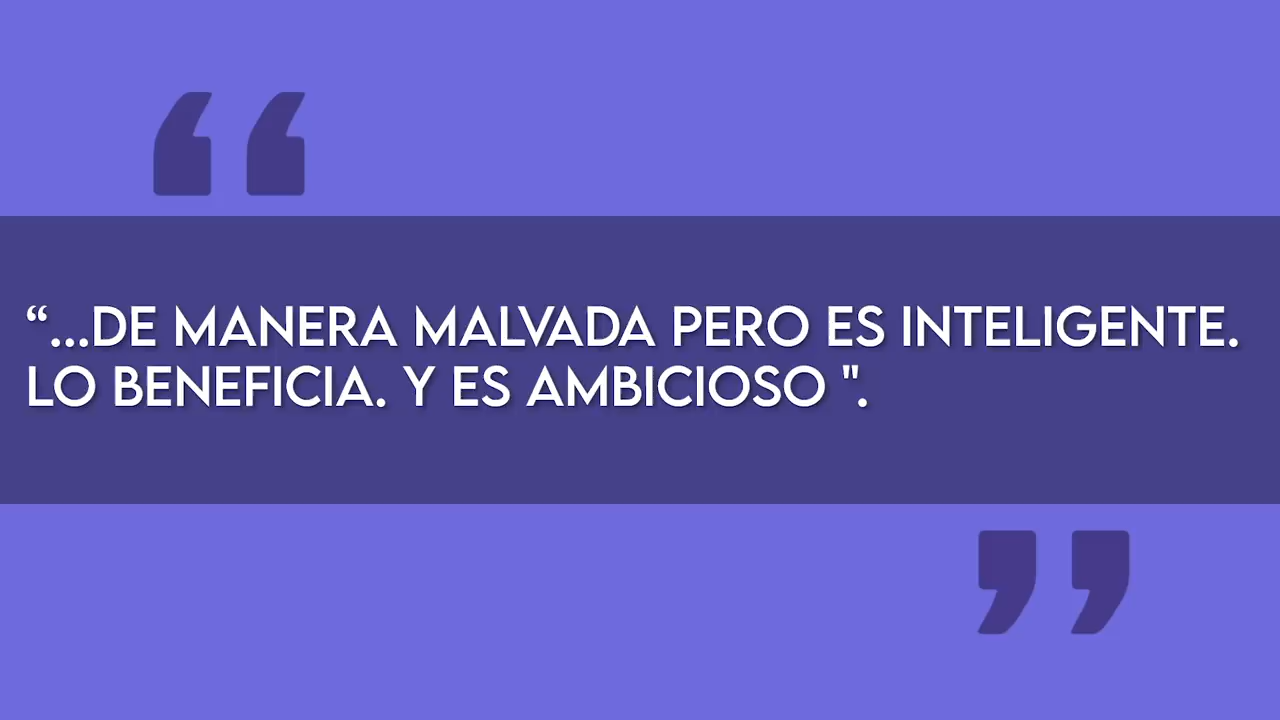 “...DE MANERA MALVADA PERO ES INTELIGENTE.
LO BENEFICIA. Y ES AMBICIOSO ".